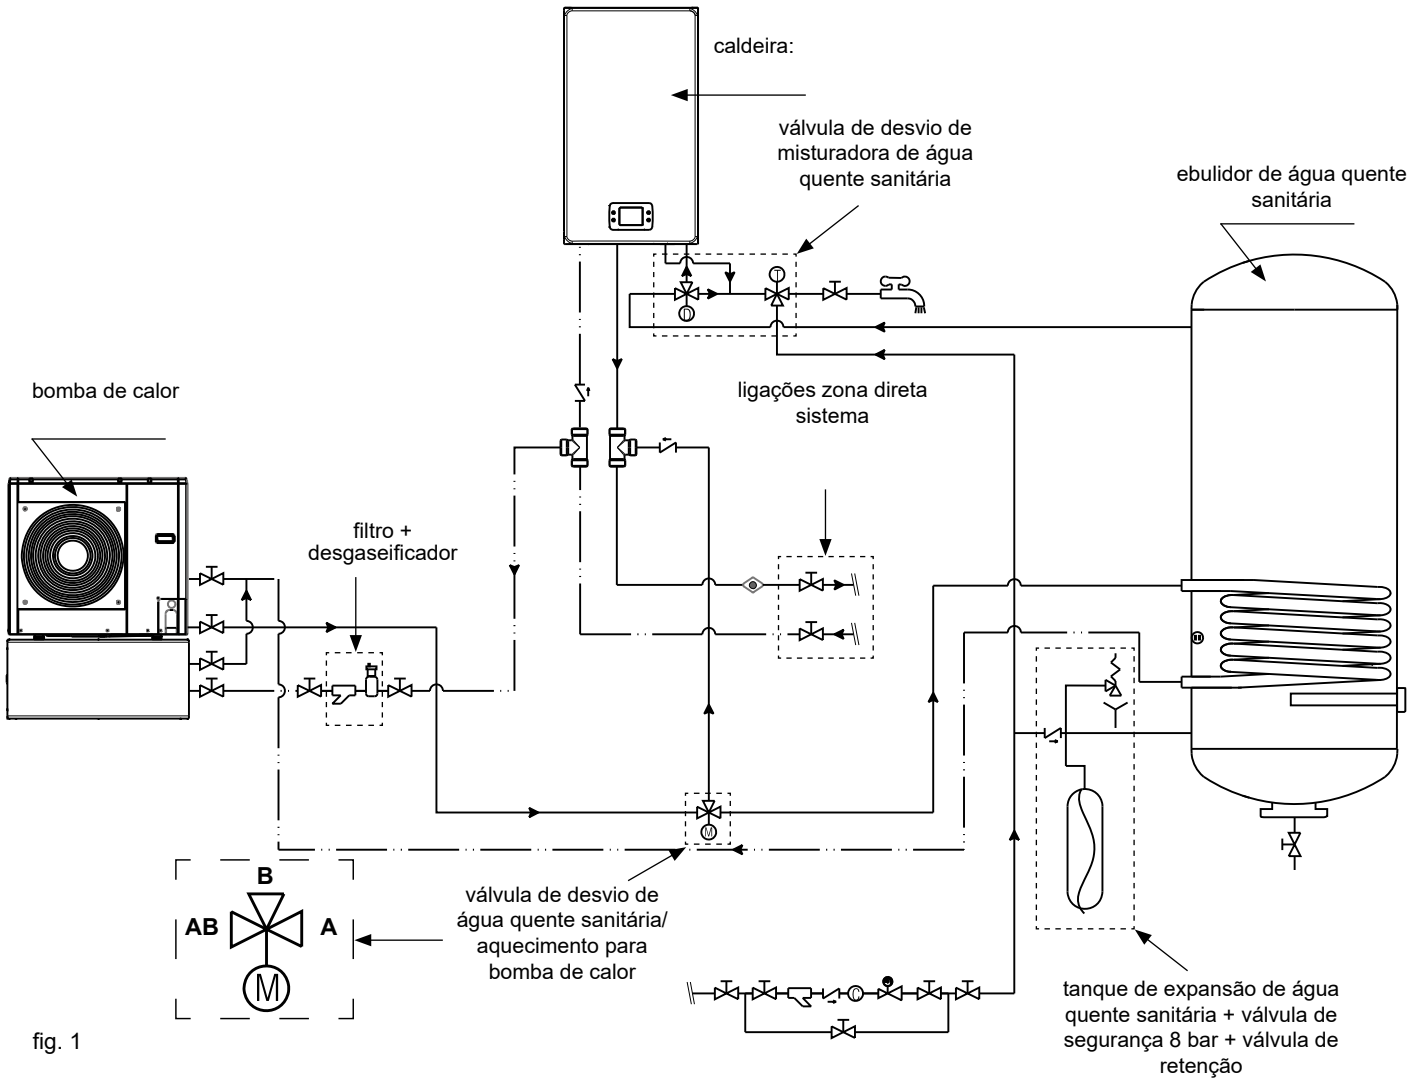 caldeira:
válvula de desvio de
misturadora de água
quente sanitária
ebulidor de água quente
sanitária
T
D
bomba de calor
ligações zona direta
sistema
filtro +
desgaseificador
M
B
AB
A
M
válvula de desvio de
água quente sanitária/
aquecimento para
bomba de calor
C
tanque de expansão de água
quente sanitária + válvula de
segurança 8 bar + válvula de
retenção
fig. 1